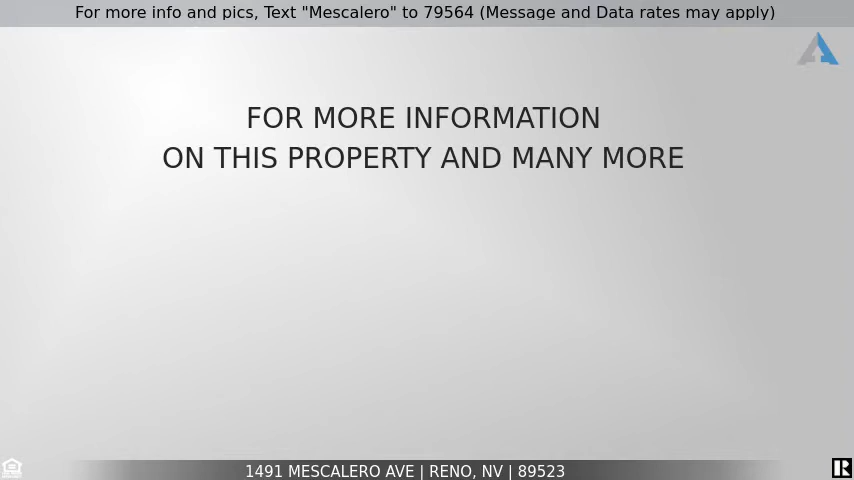 For more info and pics, Text "Mescalero" to 79564 (Message and Data rates may apply)
FOR MORE INFORMATION
ON THIS PROPERTY AND MANY MORE
1491 MESCALERO AVE | RENO, NV | 89523